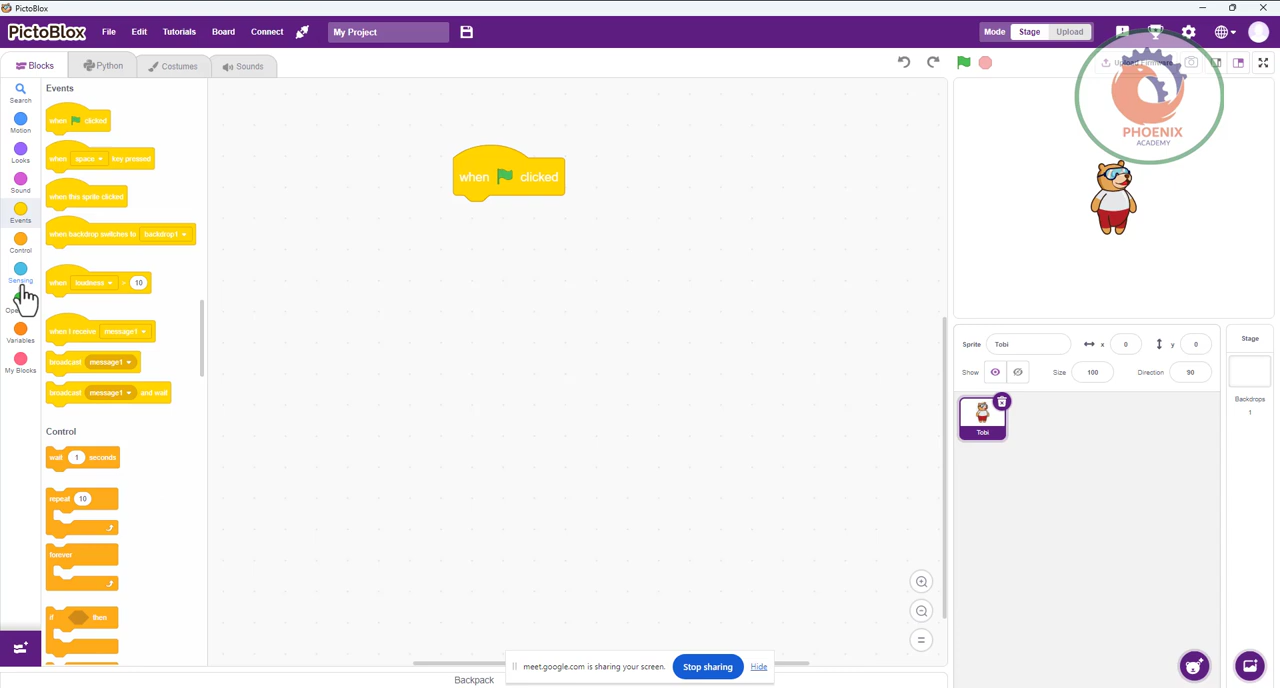 PictoBlox
PictoBlox File Edit Tutorials Board Connect My Project Mode Stage Upload
Blocks Python Costumes Sounds Upload Firmware
PHOENIX
ACADEMY
Search
Motion
Looks
Sound
Events
Control
Sensing
Variables
My Blocks
Events
when clicked
when space key pressed
when this sprite clicked
when backdrop switches to backdrop1
when loudness > 10
when I receive message1
broadcast message1
broadcast message1 and wait
Control
wait 1 seconds
repeat 10
forever
if then
when clicked
Sprite Tobi x 0 y 0
Show Size 100 Direction 90
Tobi
Stage
Backdrops
1
meet.google.com is sharing your screen. Stop sharing Hide
Backpack